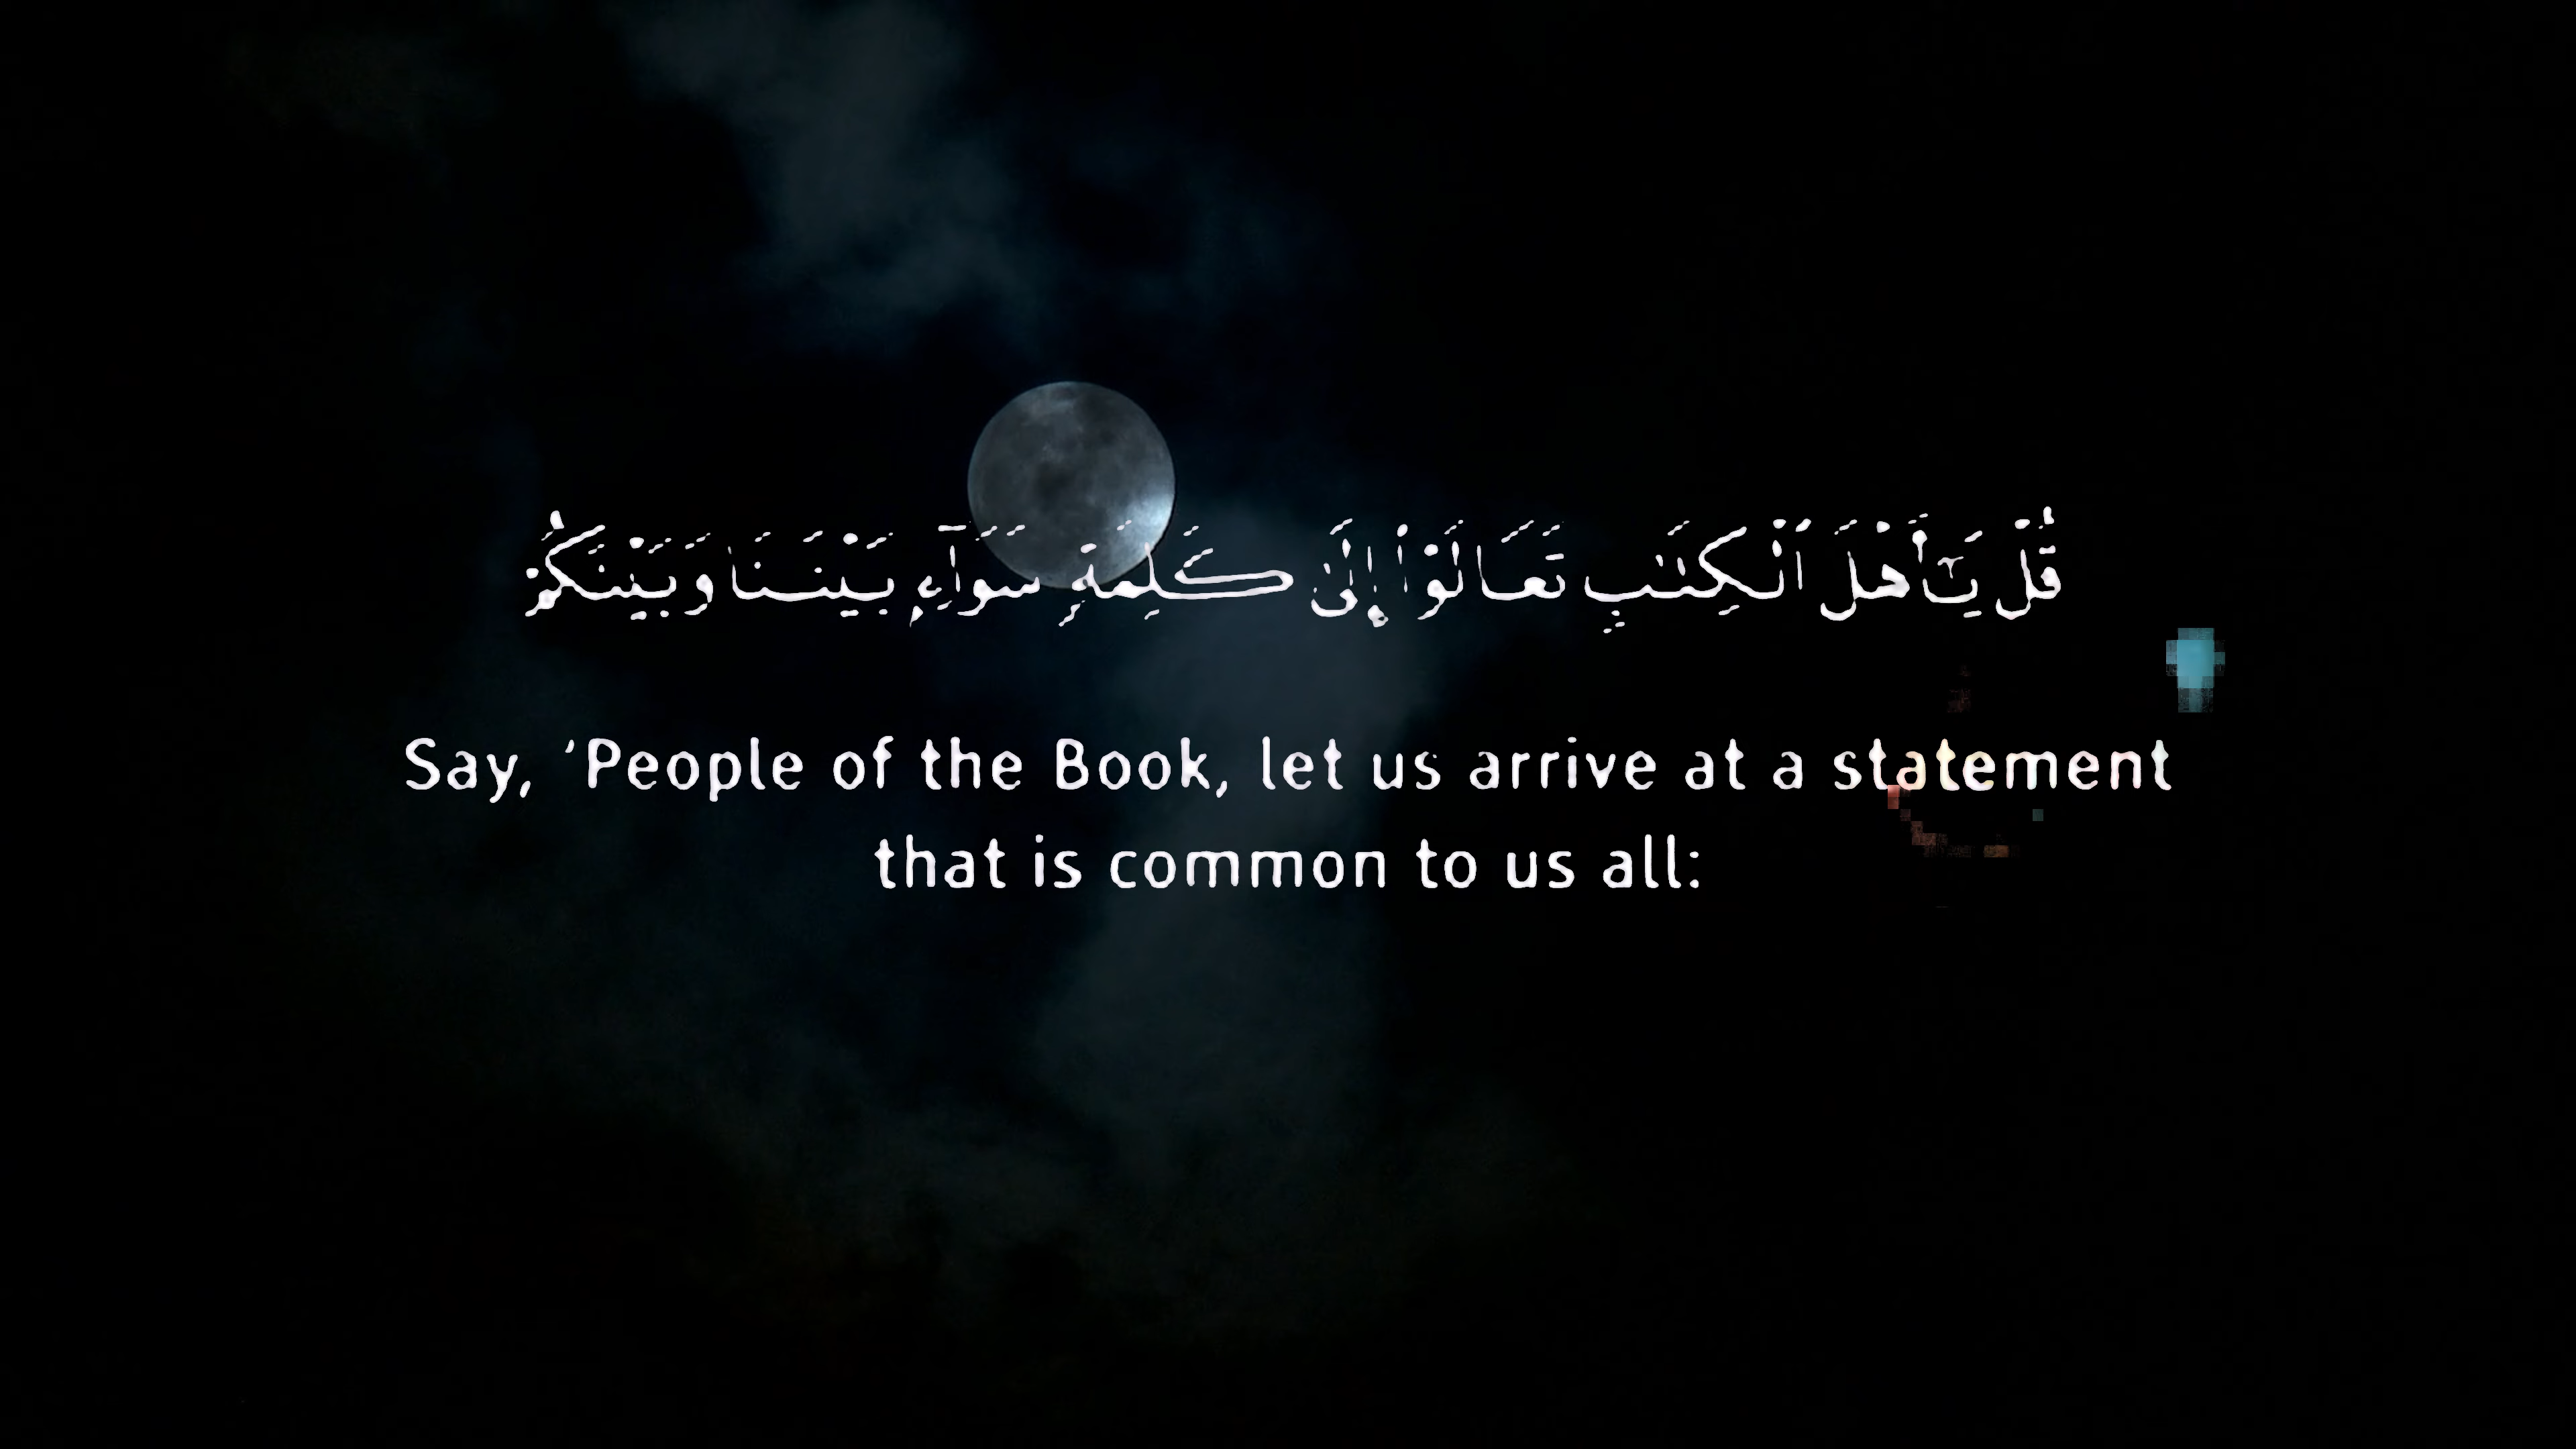 قُلْ يَـٰٓأَهْلَ ٱلْكِتَـٰبِ تَعَالَوْا۟ إِلَىٰ كَلِمَةٍ سَوَآءٍۭ بَيْنَنَا وَبَيْنَكُمْ
Say, ‘People of the Book, let us arrive at a statement
that is common to us all: